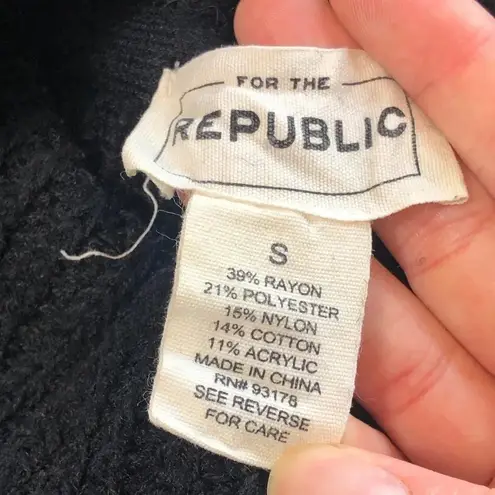 FOR THE
REPUBLIC
S
39% RAYON
21% POLYESTER
15% NYLON
14% COTTON
11% ACRYLIC
MADE IN CHINA
RN# 93178
SEE REVERSE
FOR CARE